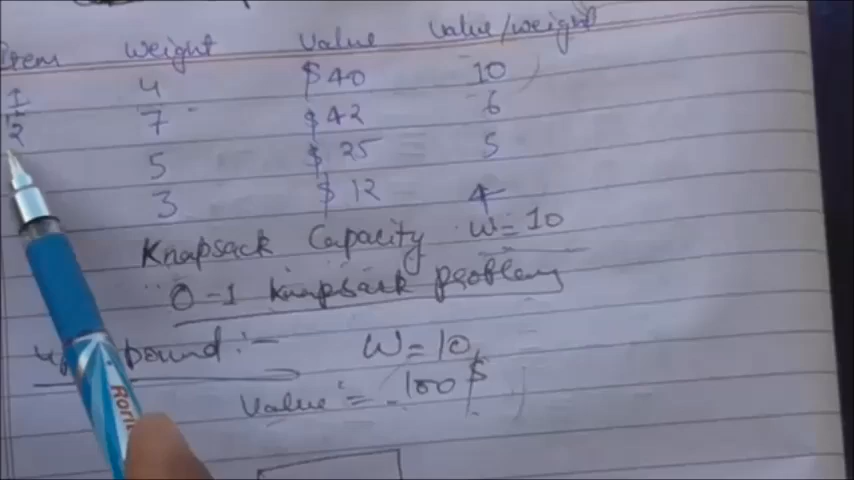 Item Weight Value Value/weight
1 4 $40 10
2 7 $42 6
5 $25 5
3 $12 4
Knapsack Capacity W=10
0-1 Knapsack problem
bound :- W=10
Value = 100$